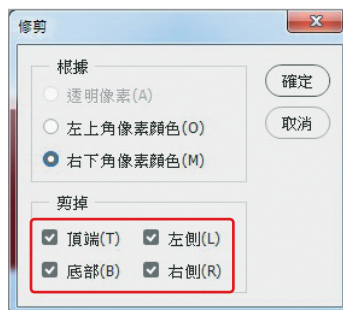 修剪
根據
透明像素(A)
左上角像素顏色(O)
右下角像素顏色(M)
確定
取消
剪掉
頂端(T) 左側(L)
底部(B) 右側(R)